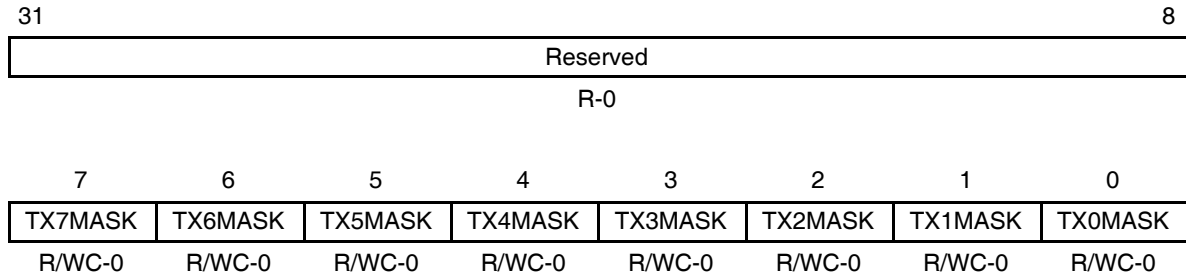 31 8
Reserved
R-0
7 6 5 4 3 2 1 0
TX7MASK TX6MASK TX5MASK TX4MASK TX3MASK TX2MASK TX1MASK TX0MASK
R/WC-0 R/WC-0 R/WC-0 R/WC-0 R/WC-0 R/WC-0 R/WC-0 R/WC-0